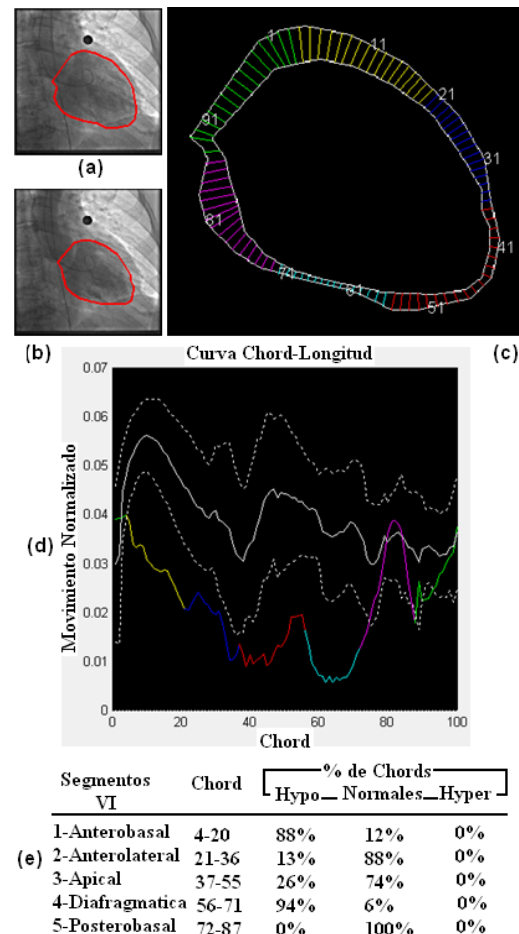 (a)
(b)
1
11
21
31
41
51
61
71
81
91
(c)
Curva Chord-Longitud
Movimiento Normalizado
0.07
0.06
0.05
0.04
0.03
0.02
0.01
0
0 20 40 60 80 100
Chord
(d)
Segmentos VI Chord % de Chords
Hypo Normales Hyper
1-Anterobasal 4-20 88% 12% 0%
2-Anterolateral 21-36 13% 88% 0%
3-Apical 37-55 26% 74% 0%
4-Diafragmatica 56-71 94% 6% 0%
5-Posterobasal 72-87 0% 100% 0%
(e)